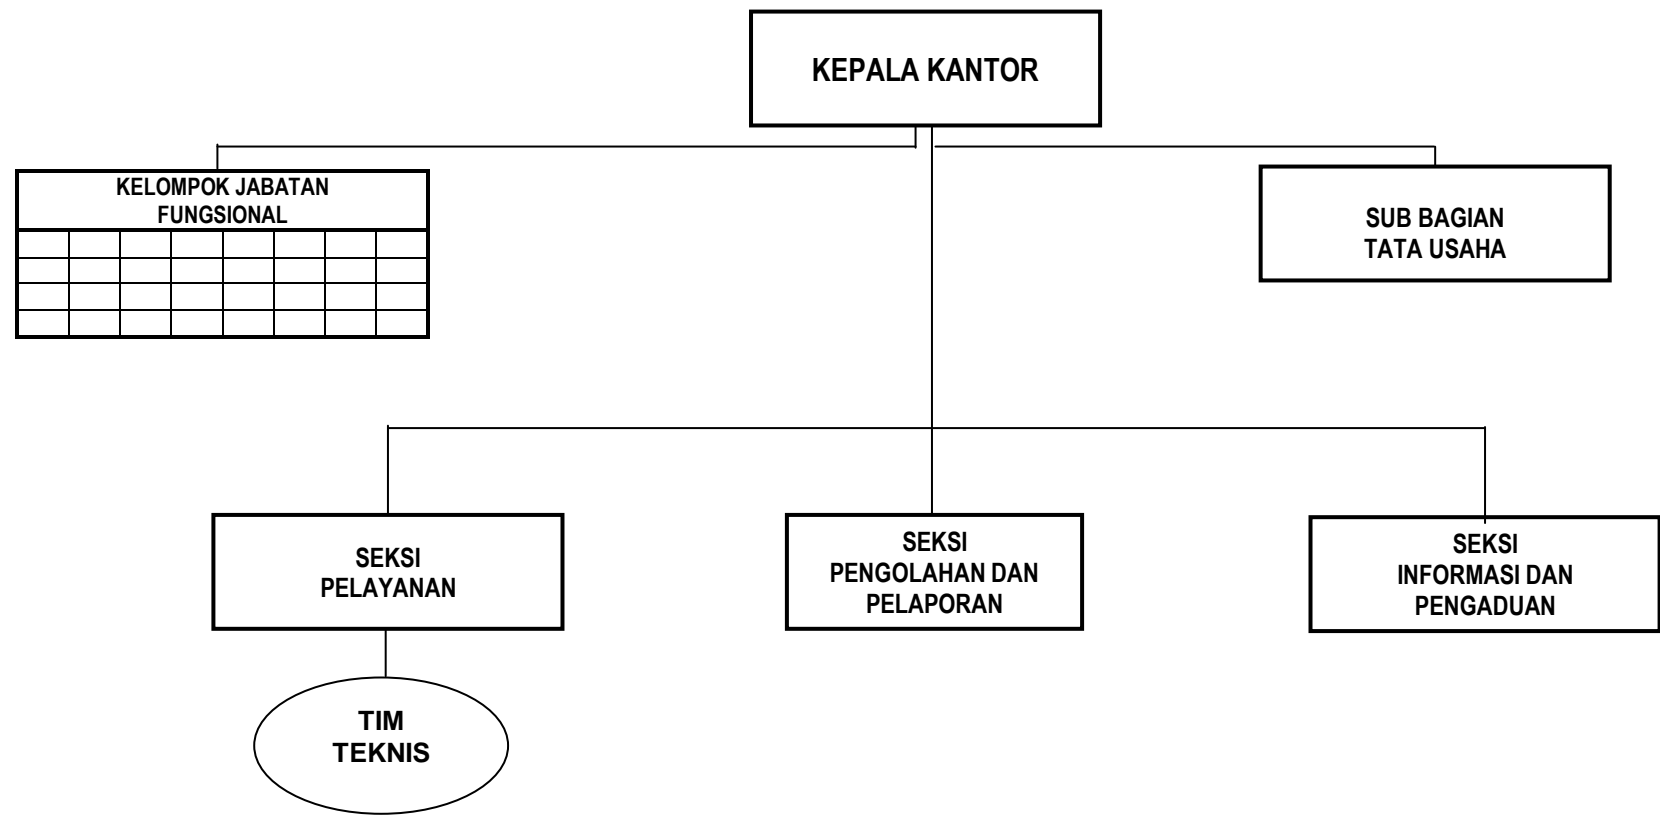 KEPALA KANTOR
KELOMPOK JABATAN
FUNGSIONAL
SUB BAGIAN
TATA USAHA
SEKSI
PELAYANAN
SEKSI
PENGOLAHAN DAN
PELAPORAN
SEKSI
INFORMASI DAN
PENGADUAN
TIM
TEKNIS